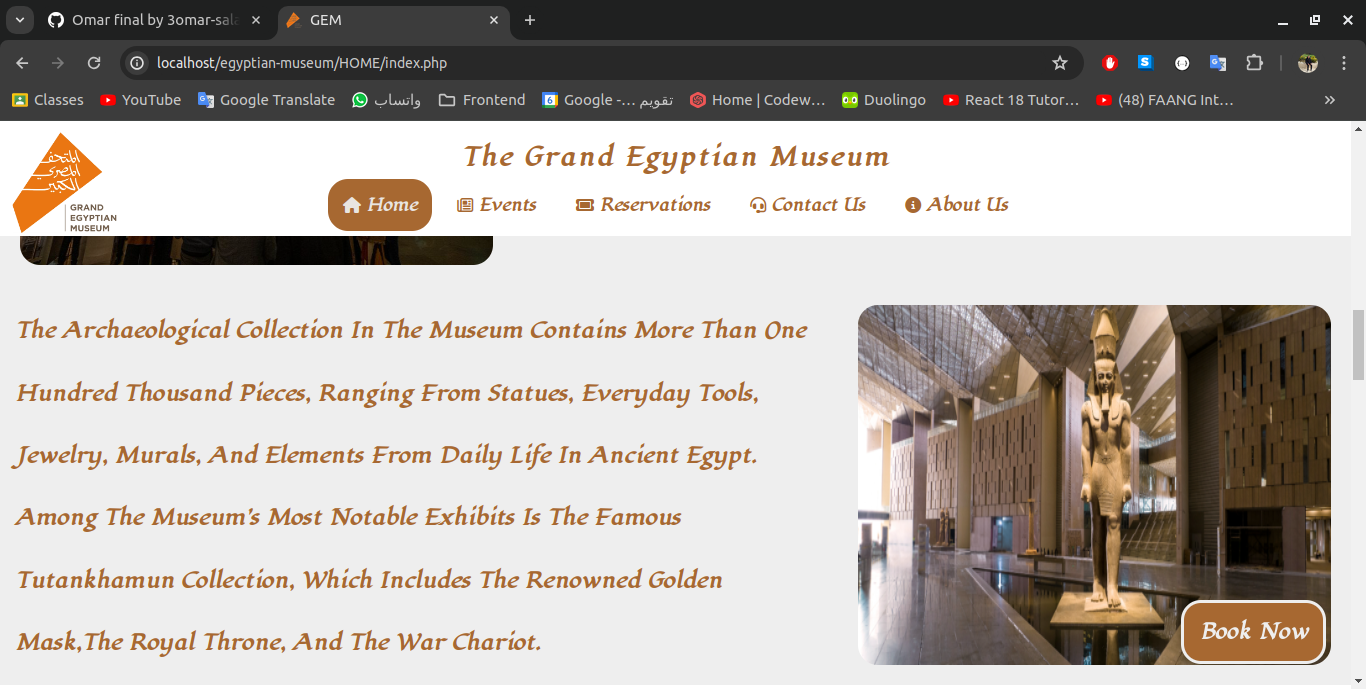 Omar final by 3omar-sala
GEM
localhost/egyptian-museum/HOME/index.php
Classes
YouTube
Google Translate
واتساب
Frontend
Google -… تقويم
Home | Codew…
Duolingo
React 18 Tutor…
(48) FAANG Int…
المتحف
المصري
الكبير
GRAND
EGYPTIAN
MUSEUM
The Grand Egyptian Museum
Home
Events
Reservations
Contact Us
About Us
The Archaeological Collection In The Museum Contains More Than One
Hundred Thousand Pieces, Ranging From Statues, Everyday Tools,
Jewelry, Murals, And Elements From Daily Life In Ancient Egypt.
Among The Museum's Most Notable Exhibits Is The Famous
Tutankhamun Collection, Which Includes The Renowned Golden
Mask,The Royal Throne, And The War Chariot.
Book Now